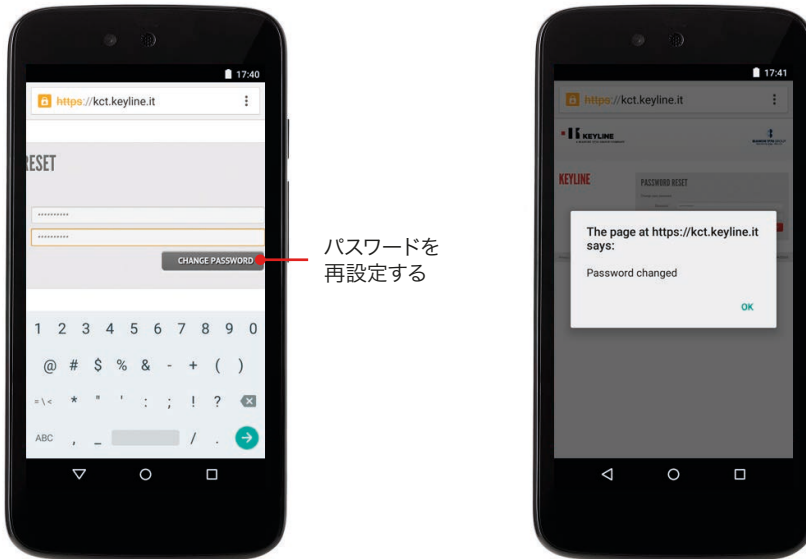 17:40
https://kct.keyline.it
RESET
••••••••••
••••••••••
CHANGE PASSWORD
パスワードを
再設定する
1 2 3 4 5 6 7 8 9 0
@ # $ % & - + ( )
= \ < * " ' : ; ! ?
ABC , _ / .
17:41
https://kct.keyline.it
KEYLINE
KEYLINE
PASSWORD RESET
The page at https://kct.keyline.it
says:
Password changed
OK